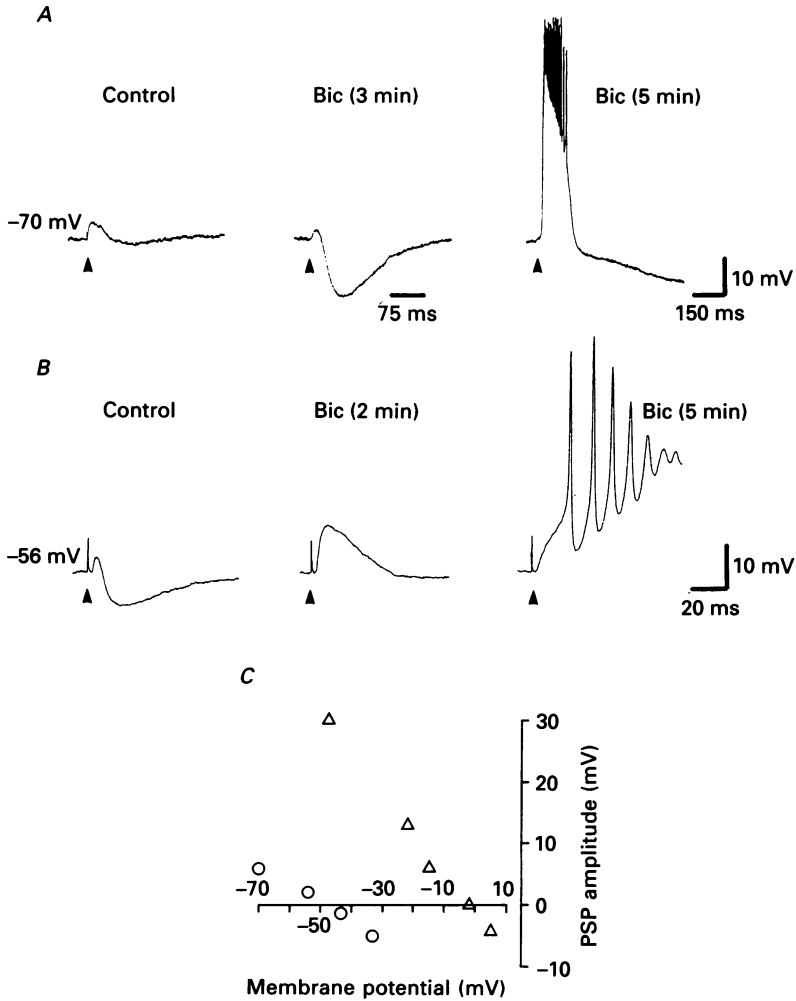 A
Control
Bic (3 min)
Bic (5 min)
–70 mV
75 ms
10 mV
150 ms
B
Control
Bic (2 min)
Bic (5 min)
–56 mV
10 mV
20 ms
C
30
20
10
0
–10
PSP amplitude (mV)
–70
–50
–30
–10
10
Membrane potential (mV)